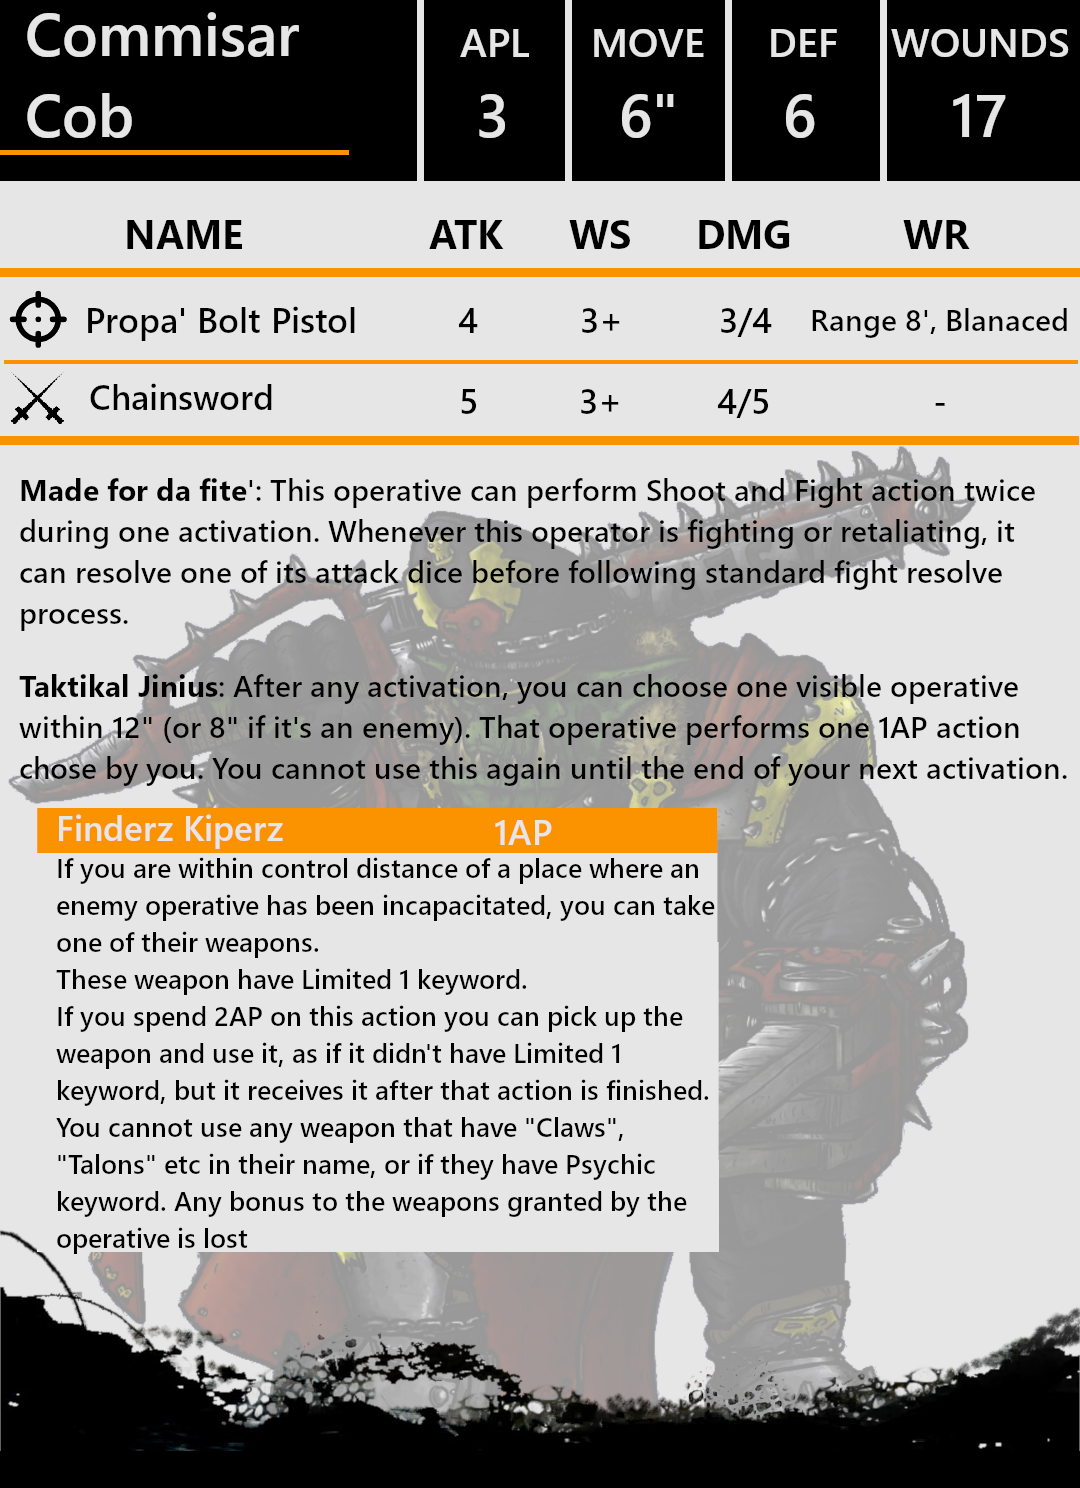 Commisar
Cob
APL MOVE DEF WOUNDS
3 6" 6 17
NAME ATK WS DMG WR
Propa' Bolt Pistol 4 3+ 3/4 Range 8', Blanaced
Chainsword 5 3+ 4/5 -
Made for da fite': This operative can perform Shoot and Fight action twice
during one activation. Whenever this operator is fighting or retaliating, it
can resolve one of its attack dice before following standard fight resolve
process.
Taktikal Jinius: After any activation, you can choose one visible operative
within 12" (or 8" if it's an enemy). That operative performs one 1AP action
chose by you. You cannot use this again until the end of your next activation.
Finderz Kiperz 1AP
If you are within control distance of a place where an
enemy operative has been incapacitated, you can take
one of their weapons.
These weapon have Limited 1 keyword.
If you spend 2AP on this action you can pick up the
weapon and use it, as if it didn't have Limited 1
keyword, but it receives it after that action is finished.
You cannot use any weapon that have "Claws",
"Talons" etc in their name, or if they have Psychic
keyword. Any bonus to the weapons granted by the
operative is lost